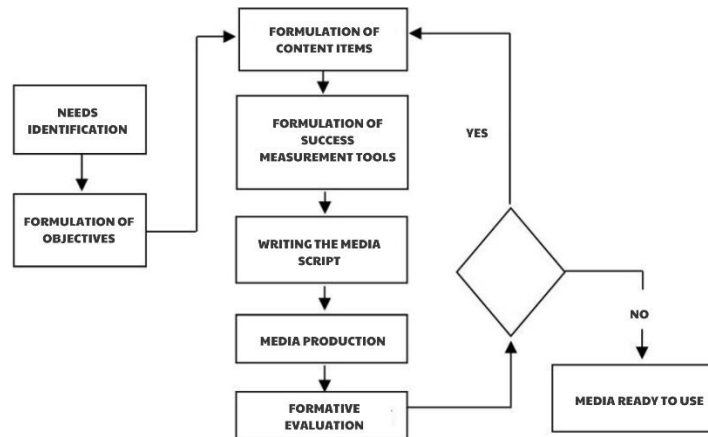 NEEDS
IDENTIFICATION
FORMULATION OF
OBJECTIVES
FORMULATION OF
CONTENT ITEMS
FORMULATION OF
SUCCESS
MEASUREMENT TOOLS
WRITING THE MEDIA
SCRIPT
MEDIA PRODUCTION
FORMATIVE
EVALUATION
YES
NO
MEDIA READY TO USE